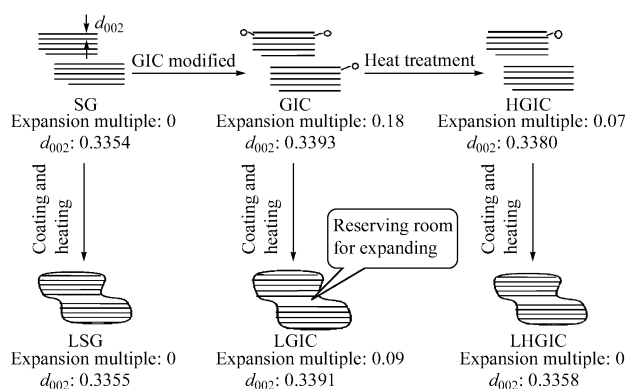 d002
GIC modified
Heat treatment
SG
Expansion multiple: 0
d002: 0.3354
GIC
Expansion multiple: 0.18
d002: 0.3393
HGIC
Expansion multiple: 0.07
d002: 0.3380
Coating and
heating
Coating and
heating
Reserving room
for expanding
Coating and
heating
LSG
Expansion multiple: 0
d002: 0.3355
LGIC
Expansion multiple: 0.09
d002: 0.3391
LHGIC
Expansion multiple: 0
d002: 0.3358